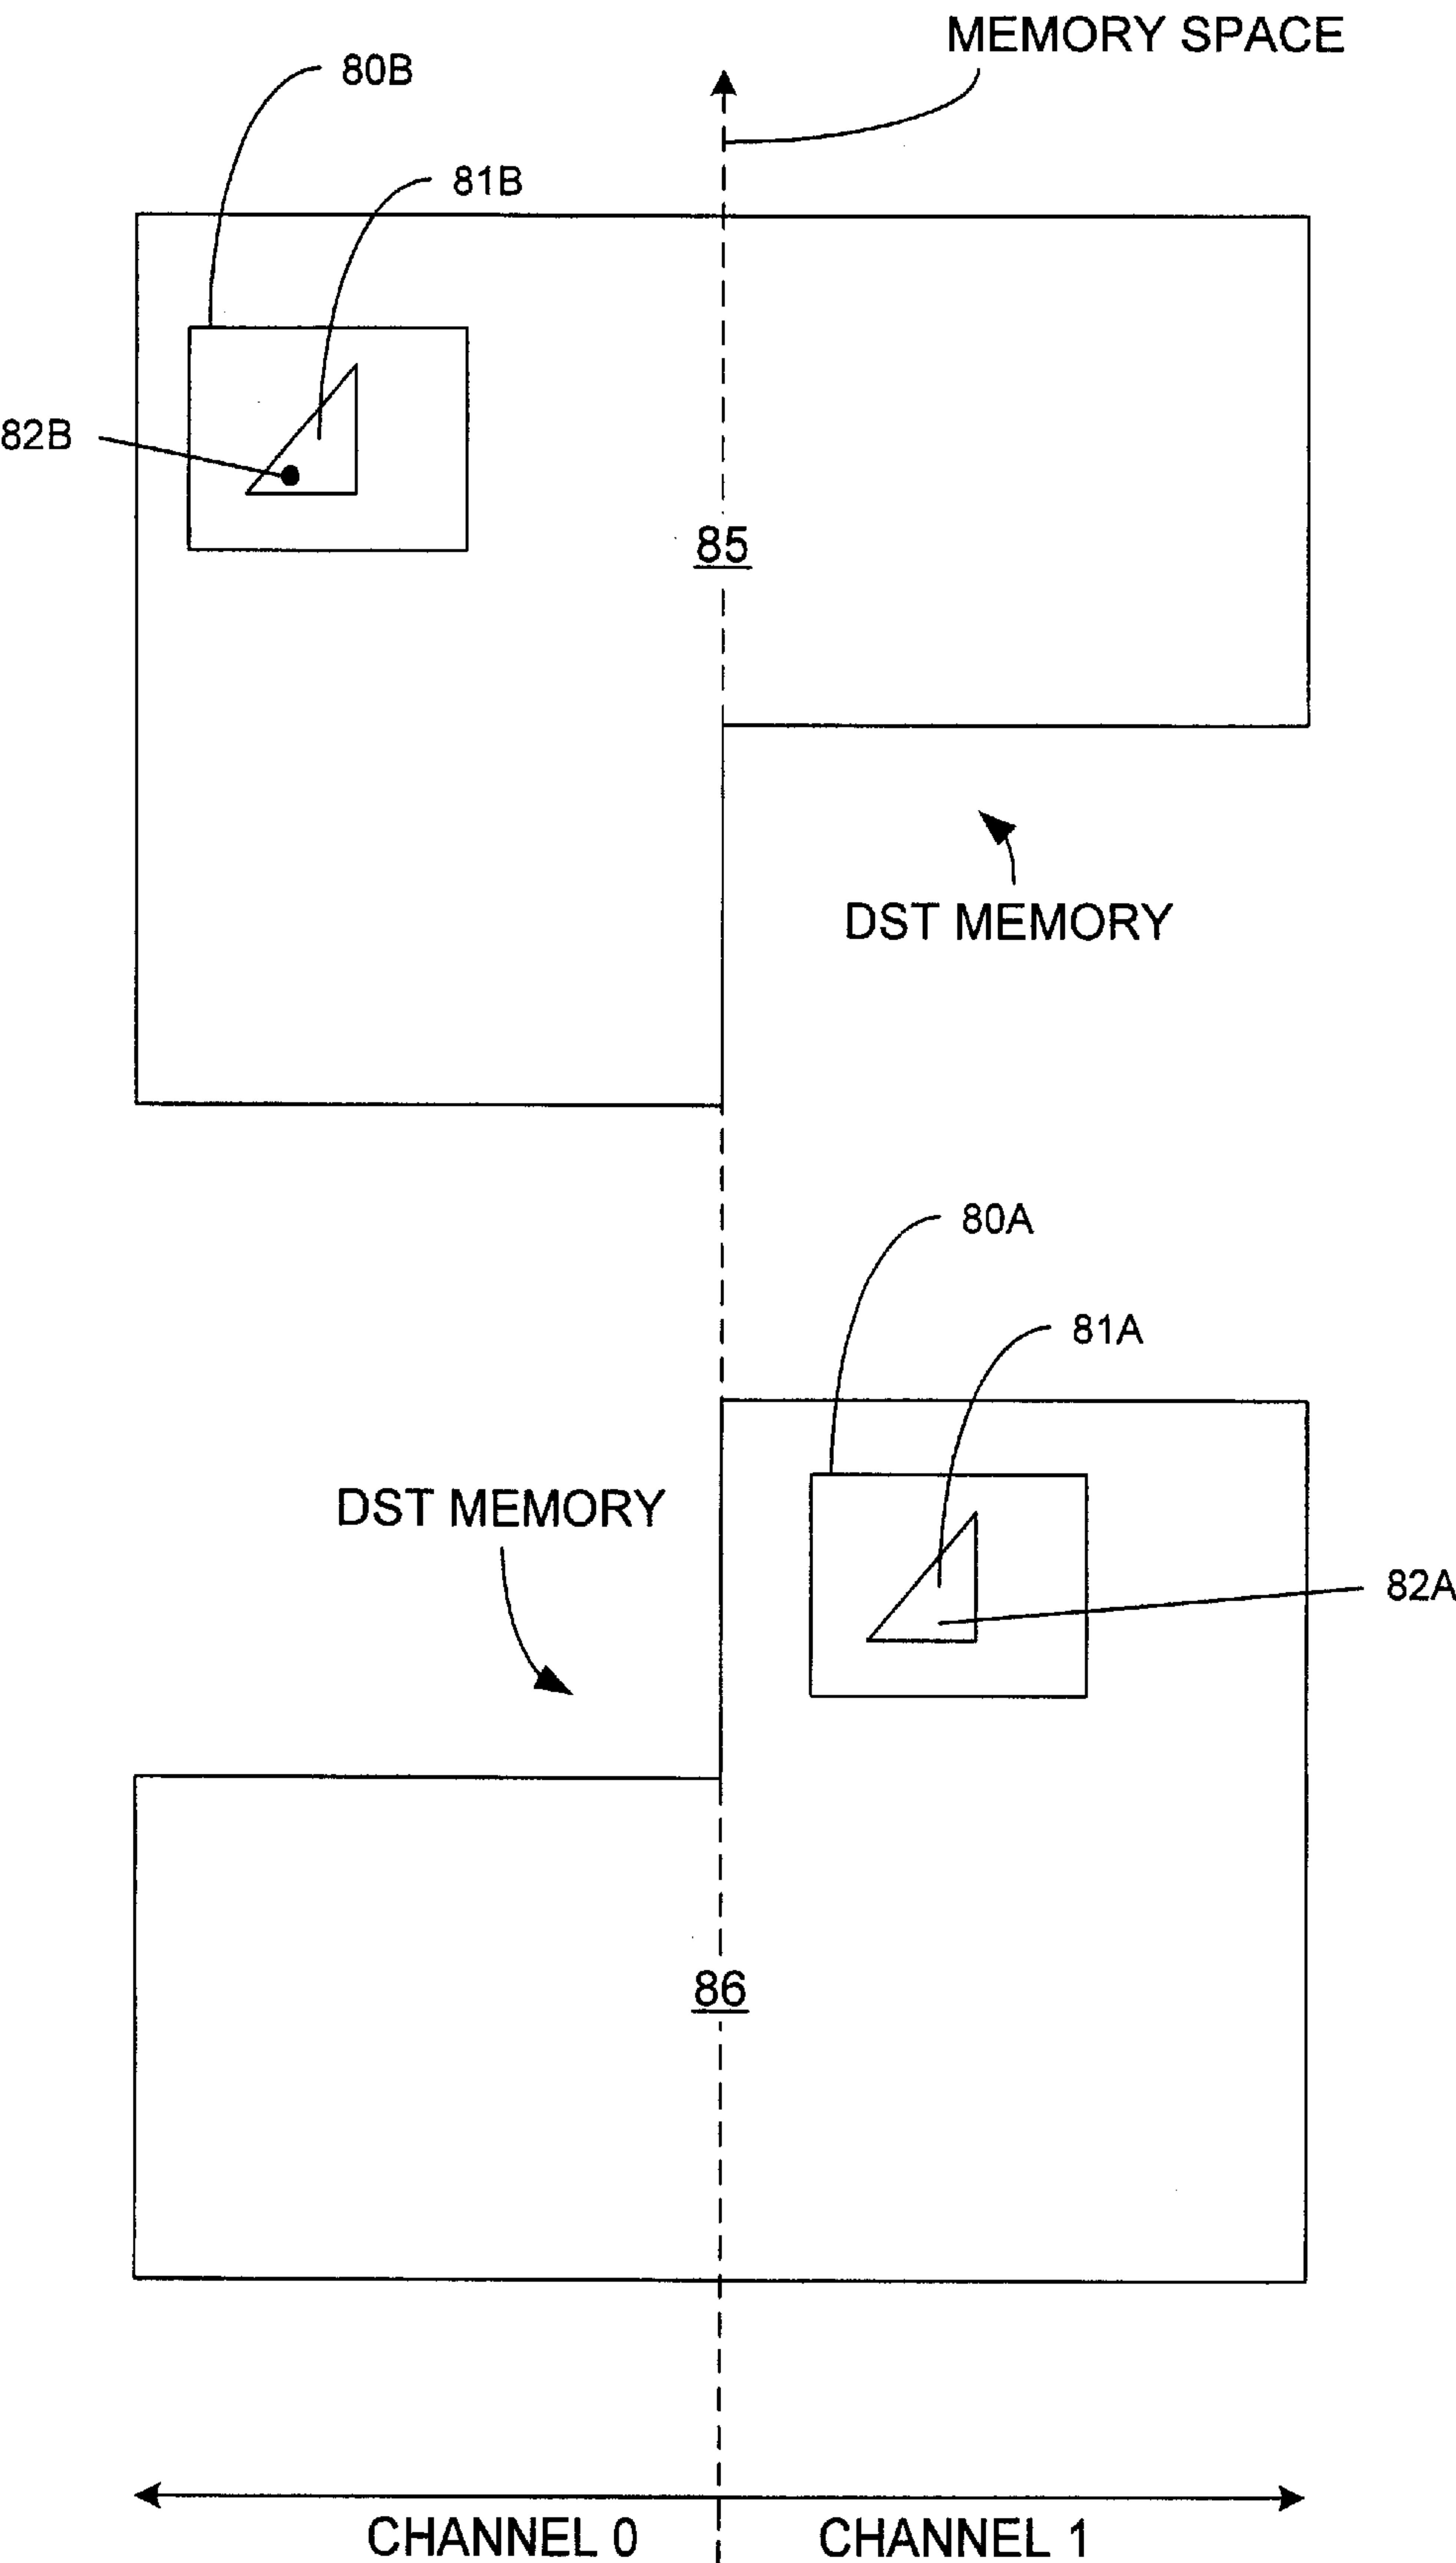 MEMORY SPACE
80B
81B
82B
85
DST MEMORY
80A
81A
DST MEMORY
82A
86
CHANNEL 0
CHANNEL 1